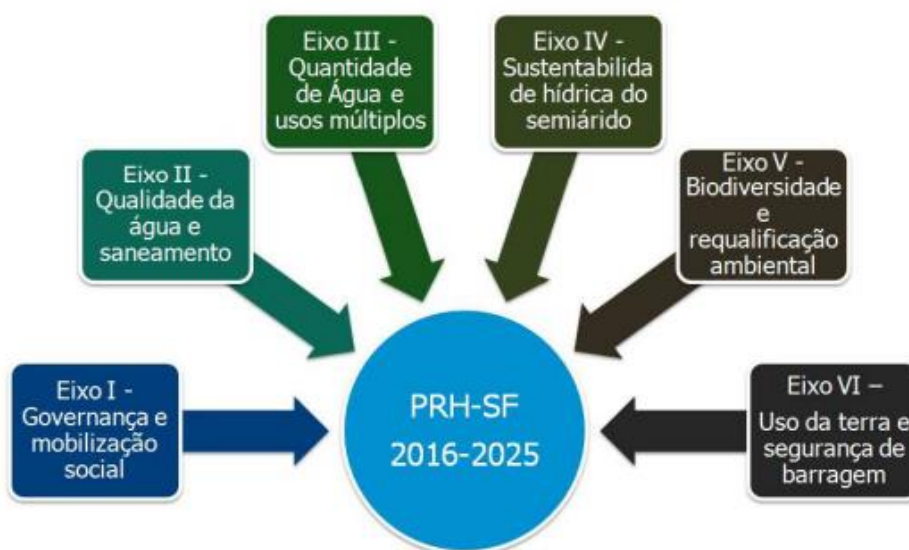 Eixo I -
Governança e
mobilização
social
Eixo II -
Qualidade da
água e
saneamento
Eixo III -
Quantidade
de Água e
usos múltiplos
Eixo IV -
Sustentabilida
de hídrica do
semiárido
Eixo V -
Biodiversidade
e
requalificação
ambiental
Eixo VI –
Uso da terra e
segurança de
barragem
PRH-SF
2016-2025